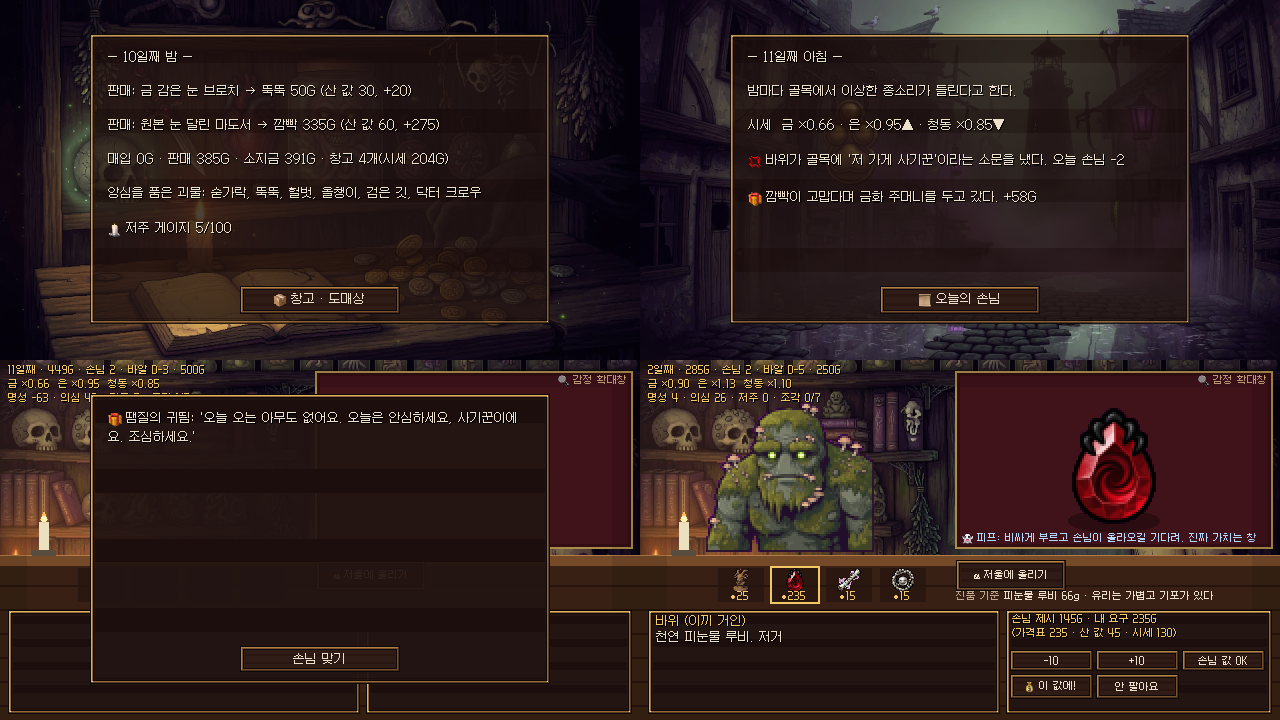 — 10일째 밤 —
판매: 금 감은 눈 브로치 → 뚝뚝 50G (산 값 30, +20)
판매: 원본 눈 달린 마도서 → 깜빡 335G (산 값 60, +275)
매입 0G · 판매 385G · 소지금 391G · 창고 4개(시세 204G)
앙심을 품은 괴물: 숟가락, 뚝뚝, 혈벗, 올챙이, 검은 깃, 닥터 크로우
저주 게이지 5/100
창고 · 도매상
— 11일째 아침 —
밤마다 골목에서 이상한 종소리가 들린다고 한다.
시세 금 ×0.66 · 은 ×0.95▲ · 청동 ×0.85▼
바위가 골목에 '저 가게 사기꾼'이라는 소문을 냈다. 오늘 손님 -2
깜빡이 고맙다며 금화 주머니를 두고 갔다. +58G
오늘의 손님
11일째 · 449G · 손님 2 · 바알 D-3 · 500G
금 ×0.66 은 ×0.95 청동 ×0.85
명성 -63 · 의심
감정 확대창
땜질의 귀띔: '오늘 오는 아무도 없어요. 오늘은 안심하세요, 사기꾼이에
요, 조심하세요.'
저울에 올리기
손님 맞기
2일째 · 285G · 손님 2 · 바알 D-5 · 250G
금 ×0.90 은 ×1.13 청동 ×1.10
명성 4 · 의심 26 · 저주 0 · 조각 0/7
감정 확대창
피프: 비싸게 부르고 손님이 올라오길 기다려. 진짜 가치는 창
•25 •235 •15 •15
저울에 올리기
진품 기준 피눈물 루비 66g · 유리는 가볍고 기포가 있다
바위 (이끼 거인)
천연 피눈물 루비. 저거
손님 제시 145G · 내 요구 235G
(가격표 235 · 산 값 45 · 시세 130)
-10 +10 손님 값 OK
이 값에! 안 팔아요